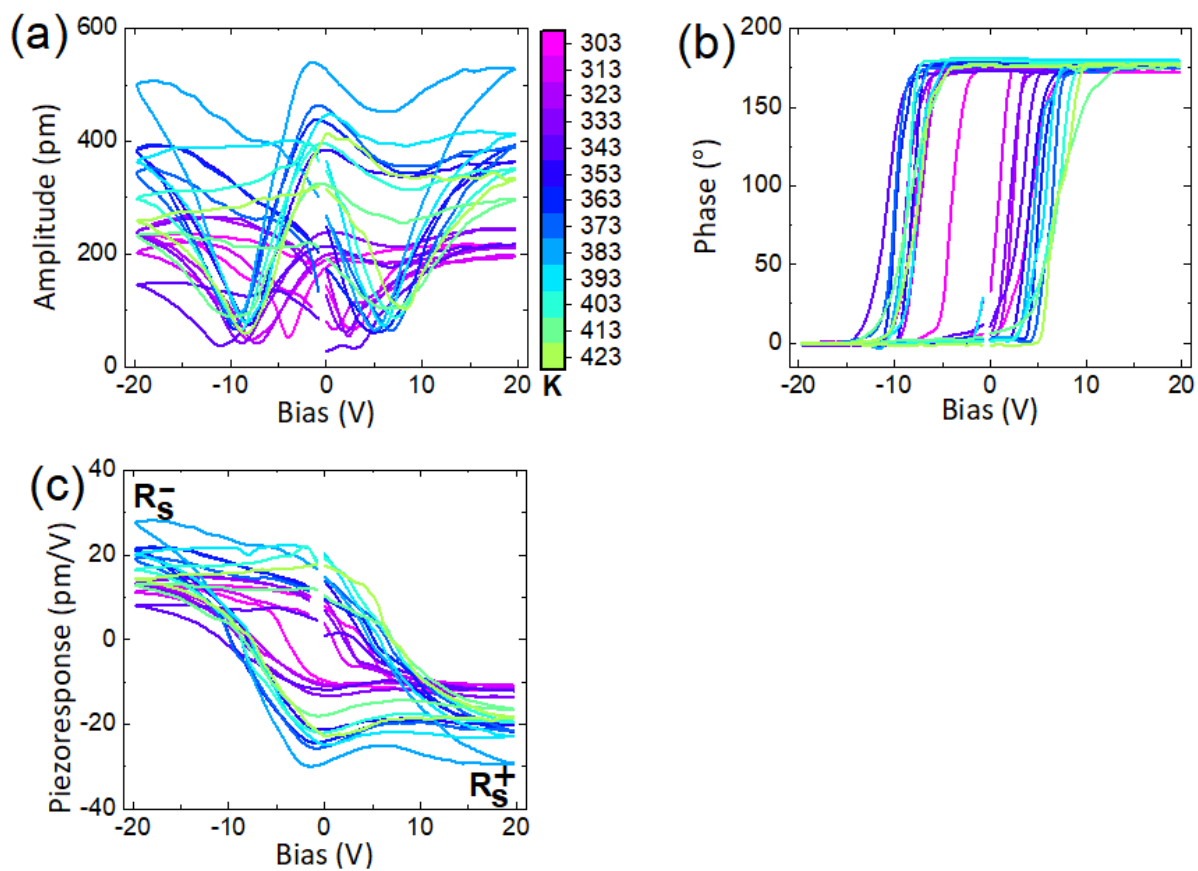 (a)
600
400
200
0
Amplitude (pm)
-20 -10 0 10 20
Bias (V)
303
313
323
333
343
353
363
373
383
393
403
413
423
K
(b)
200
150
100
50
0
Phase (°)
-20 -10 0 10 20
Bias (V)
(c)
40
20
0
-20
-40
Piezoresponse (pm/V)
R_S^-
R_S^+
-20 -10 0 10 20
Bias (V)